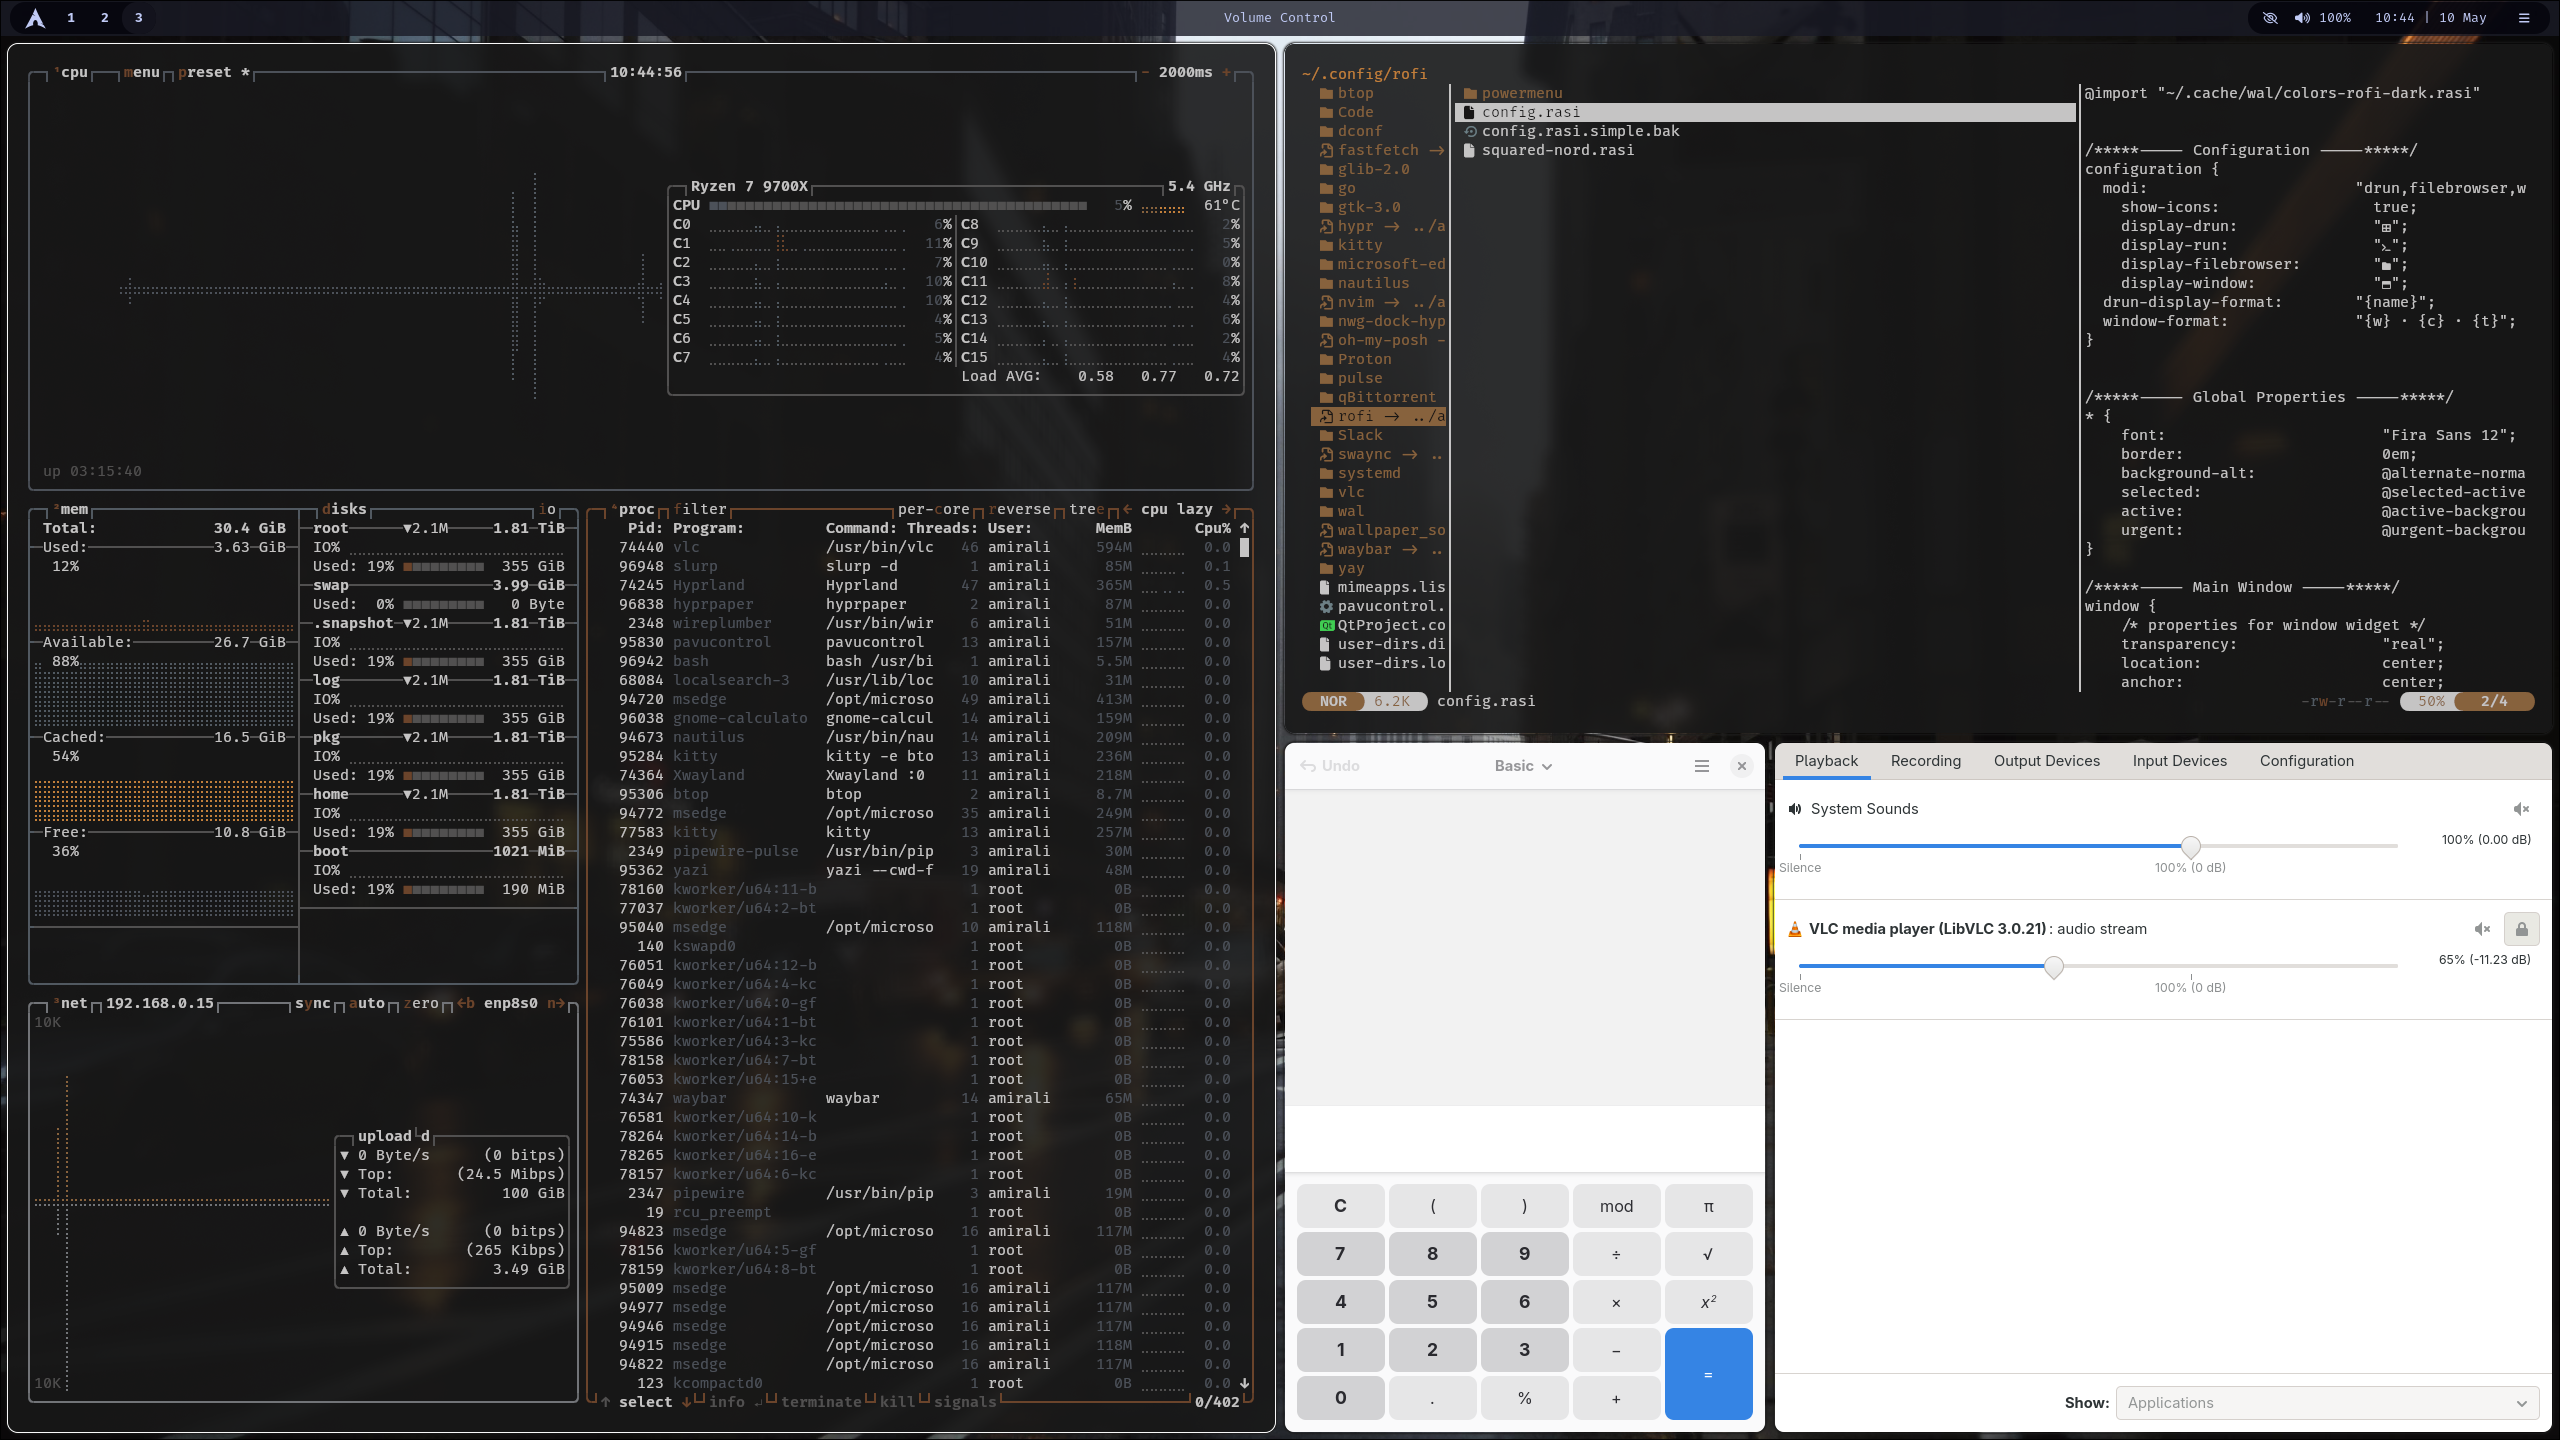 1 2 3
Volume Control
100% 10:44 | 10 May
¹cpu menu preset * 10:44:56 - 2000ms +
Ryzen 7 9700X 5.4 GHz
CPU 5% 61°C
C0 6% C8 2%
C1 11% C9 5%
C2 7% C10 0%
C3 10% C11 8%
C4 10% C12 4%
C5 4% C13 6%
C6 5% C14 2%
C7 4% C15 4%
Load AVG: 0.58 0.77 0.72
up 03:15:40
²mem
Total: 30.4 GiB
Used: 3.63 GiB
12%
Available: 26.7 GiB
88%
Cached: 16.5 GiB
54%
Free: 10.8 GiB
36%
disks io
root ▼2.1M 1.81 TiB
IO%
Used: 19% 355 GiB
swap 3.99 GiB
Used: 0% 0 Byte
.snapshot ▼2.1M 1.81 TiB
IO%
Used: 19% 355 GiB
log ▼2.1M 1.81 TiB
IO%
Used: 19% 355 GiB
pkg ▼2.1M 1.81 TiB
IO%
Used: 19% 355 GiB
home ▼2.1M 1.81 TiB
IO%
Used: 19% 355 GiB
boot 1021 MiB
IO%
Used: 19% 190 MiB
³net 192.168.0.15 sync auto zero ←b enp8s0 n→
10K
upload d
▼ 0 Byte/s (0 bitps)
▼ Top: (24.5 Mibps)
▼ Total: 100 GiB
▲ 0 Byte/s (0 bitps)
▲ Top: (265 Kibps)
▲ Total: 3.49 GiB
10K
⁴proc filter per-core reverse tree ← cpu lazy →
Pid: Program: Command: Threads: User: MemB Cpu% ↑
74440 vlc /usr/bin/vlc 46 amirali 594M 0.0
96948 slurp slurp -d 1 amirali 85M 0.1
74245 Hyprland Hyprland 47 amirali 365M 0.5
96838 hyprpaper hyprpaper 2 amirali 87M 0.0
2348 wireplumber /usr/bin/wir 6 amirali 51M 0.0
95830 pavucontrol pavucontrol 13 amirali 157M 0.0
96942 bash bash /usr/bi 1 amirali 5.5M 0.0
68084 localsearch-3 /usr/lib/loc 10 amirali 31M 0.0
94720 msedge /opt/microso 49 amirali 413M 0.0
96038 gnome-calculato gnome-calcul 14 amirali 159M 0.0
94673 nautilus /usr/bin/nau 14 amirali 209M 0.0
95284 kitty kitty -e bto 13 amirali 236M 0.0
74364 Xwayland Xwayland :0 11 amirali 218M 0.0
95306 btop btop 2 amirali 8.7M 0.0
94772 msedge /opt/microso 35 amirali 249M 0.0
77583 kitty kitty 13 amirali 257M 0.0
2349 pipewire-pulse /usr/bin/pip 3 amirali 30M 0.0
95362 yazi yazi --cwd-f 19 amirali 48M 0.0
78160 kworker/u64:11-b 1 root 0B 0.0
77037 kworker/u64:2-bt 1 root 0B 0.0
95040 msedge /opt/microso 10 amirali 118M 0.0
140 kswapd0 1 root 0B 0.0
76051 kworker/u64:12-b 1 root 0B 0.0
76049 kworker/u64:4-kc 1 root 0B 0.0
76038 kworker/u64:0-gf 1 root 0B 0.0
76101 kworker/u64:1-bt 1 root 0B 0.0
75586 kworker/u64:3-kc 1 root 0B 0.0
78158 kworker/u64:7-bt 1 root 0B 0.0
76053 kworker/u64:15+e 1 root 0B 0.0
74347 waybar waybar 14 amirali 65M 0.0
76581 kworker/u64:10-k 1 root 0B 0.0
78264 kworker/u64:14-b 1 root 0B 0.0
78265 kworker/u64:16-e 1 root 0B 0.0
78157 kworker/u64:6-kc 1 root 0B 0.0
2347 pipewire /usr/bin/pip 3 amirali 19M 0.0
19 rcu_preempt 1 root 0B 0.0
94823 msedge /opt/microso 16 amirali 117M 0.0
78156 kworker/u64:5-gf 1 root 0B 0.0
78159 kworker/u64:8-bt 1 root 0B 0.0
95009 msedge /opt/microso 16 amirali 117M 0.0
94977 msedge /opt/microso 16 amirali 117M 0.0
94946 msedge /opt/microso 16 amirali 117M 0.0
94915 msedge /opt/microso 16 amirali 118M 0.0
94822 msedge /opt/microso 16 amirali 117M 0.0
123 kcompactd0 1 root 0B 0.0 ↓
↑ select ↓ info ↵ terminate kill signals 0/402
~/.config/rofi
btop
Code
dconf
fastfetch →
glib-2.0
go
gtk-3.0
hypr → ../a
kitty
microsoft-ed
nautilus
nvim → ../a
nwg-dock-hyp
oh-my-posh -
Proton
pulse
qBittorrent
rofi → ../a
Slack
swaync → ..
systemd
vlc
wal
wallpaper_so
waybar → ..
yay
mimeapps.lis
pavucontrol.
QtProject.co
user-dirs.di
user-dirs.lo
powermenu
config.rasi
config.rasi.simple.bak
squared-nord.rasi
@import "~/.cache/wal/colors-rofi-dark.rasi"
/*****----- Configuration -----*****/
configuration {
modi: "drun,filebrowser,w
show-icons: true;
display-drun: "⊞";
display-run: "";
display-filebrowser: "";
display-window: "";
drun-display-format: "{name}";
window-format: "{w} · {c} · {t}";
}
/*****----- Global Properties -----*****/
* {
font: "Fira Sans 12";
border: 0em;
background-alt: @alternate-norma
selected: @selected-active
active: @active-backgrou
urgent: @urgent-backgrou
}
/*****----- Main Window -----*****/
window {
/* properties for window widget */
transparency: "real";
location: center;
anchor: center;
NOR 6.2K config.rasi -rw-r--r-- 50% 2/4
Undo Basic
C ( ) mod π
7 8 9 ÷ √
4 5 6 × x²
1 2 3 − =
0 . % +
Playback Recording Output Devices Input Devices Configuration
System Sounds
100% (0.00 dB)
Silence 100% (0 dB)
VLC media player (LibVLC 3.0.21) : audio stream
65% (-11.23 dB)
Silence 100% (0 dB)
Show: Applications